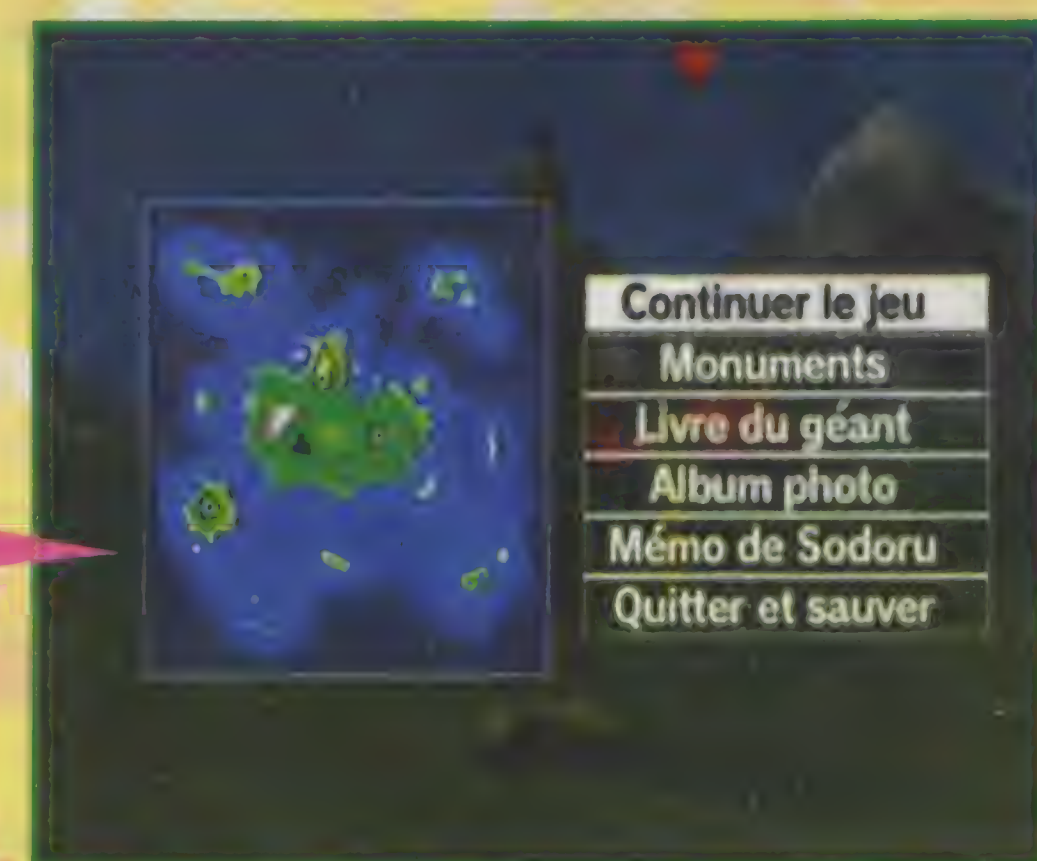 Continuer le jeu
Monuments
Livre du géant
Album photo
Mémo de Sodoru
Quitter et sauver